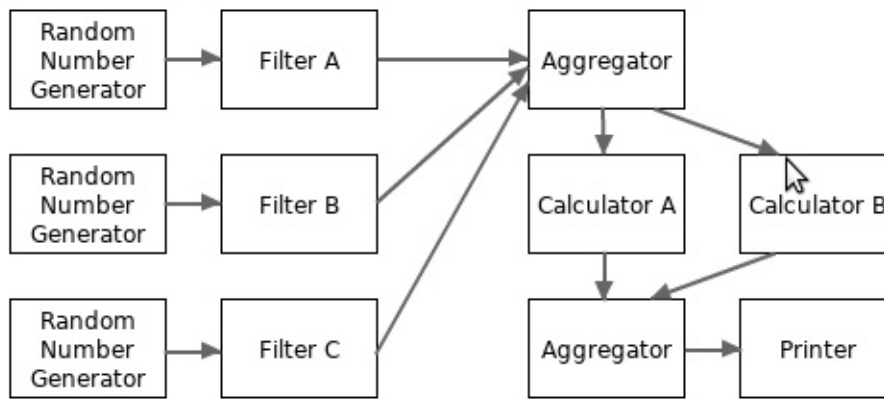 Random
Number
Generator
Filter A
Aggregator
Random
Number
Generator
Filter B
Calculator A
Calculator B
Random
Number
Generator
Filter C
Aggregator
Printer